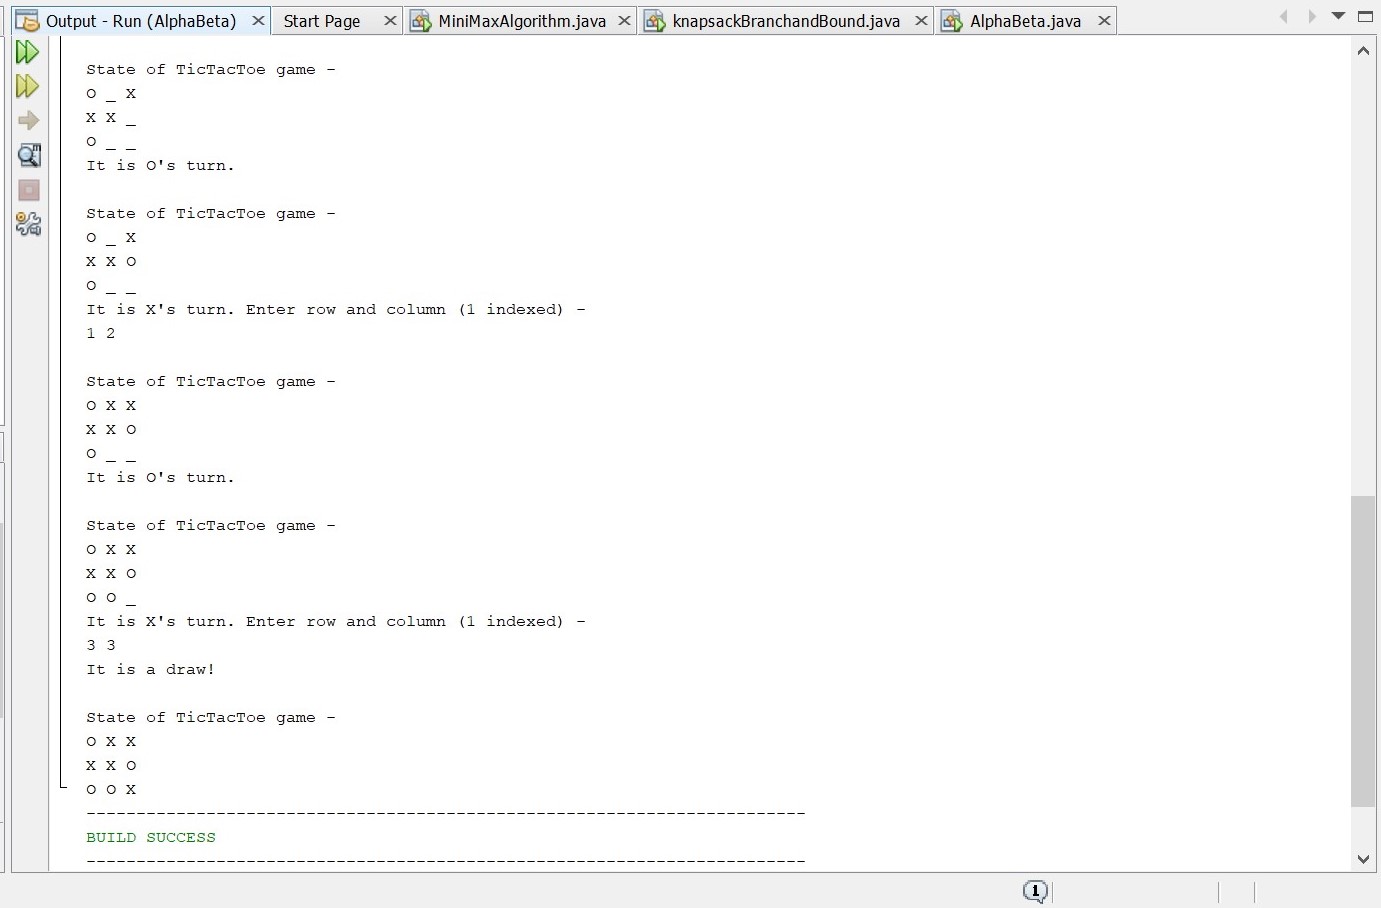 Output - Run (AlphaBeta) Start Page MiniMaxAlgorithm.java knapsackBranchandBound.java AlphaBeta.java
State of TicTacToe game -
O _ X
X X _
O _ _
It is O's turn.
State of TicTacToe game -
O _ X
X X O
O _ _
It is X's turn. Enter row and column (1 indexed) -
1 2
State of TicTacToe game -
O X X
X X O
O _ _
It is O's turn.
State of TicTacToe game -
O X X
X X O
O O _
It is X's turn. Enter row and column (1 indexed) -
3 3
It is a draw!
State of TicTacToe game -
O X X
X X O
O O X
------------------------------------------------------------------------
BUILD SUCCESS
------------------------------------------------------------------------